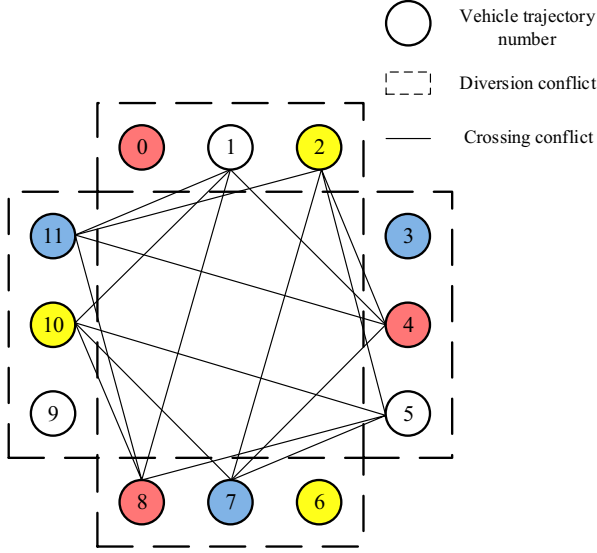 Vehicle trajectory
number
Diversion conflict
Crossing conflict
0 1 2
11 3
10 4
9 5
8 7 6